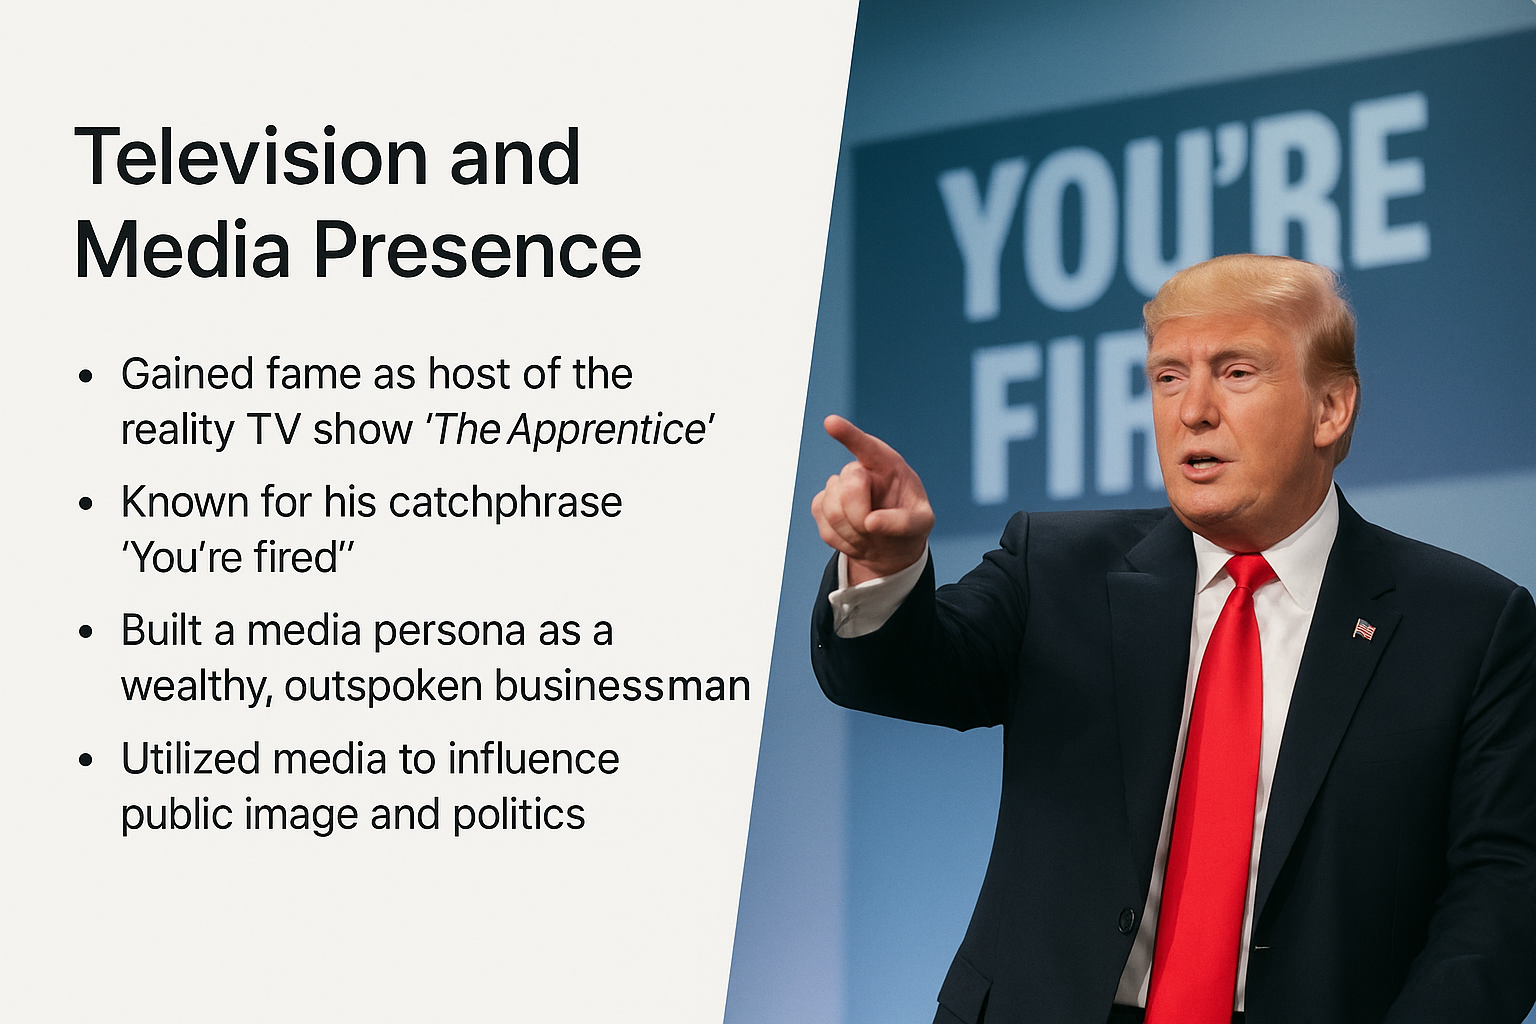 Television and
Media Presence
• Gained fame as host of the
reality TV show ’The Apprentice’
• Known for his catchphrase
‘You’re fired’’
• Built a media persona as a
wealthy, outspoken businessman
• Utilized media to influence
public image and politics
YOU’RE
FIR